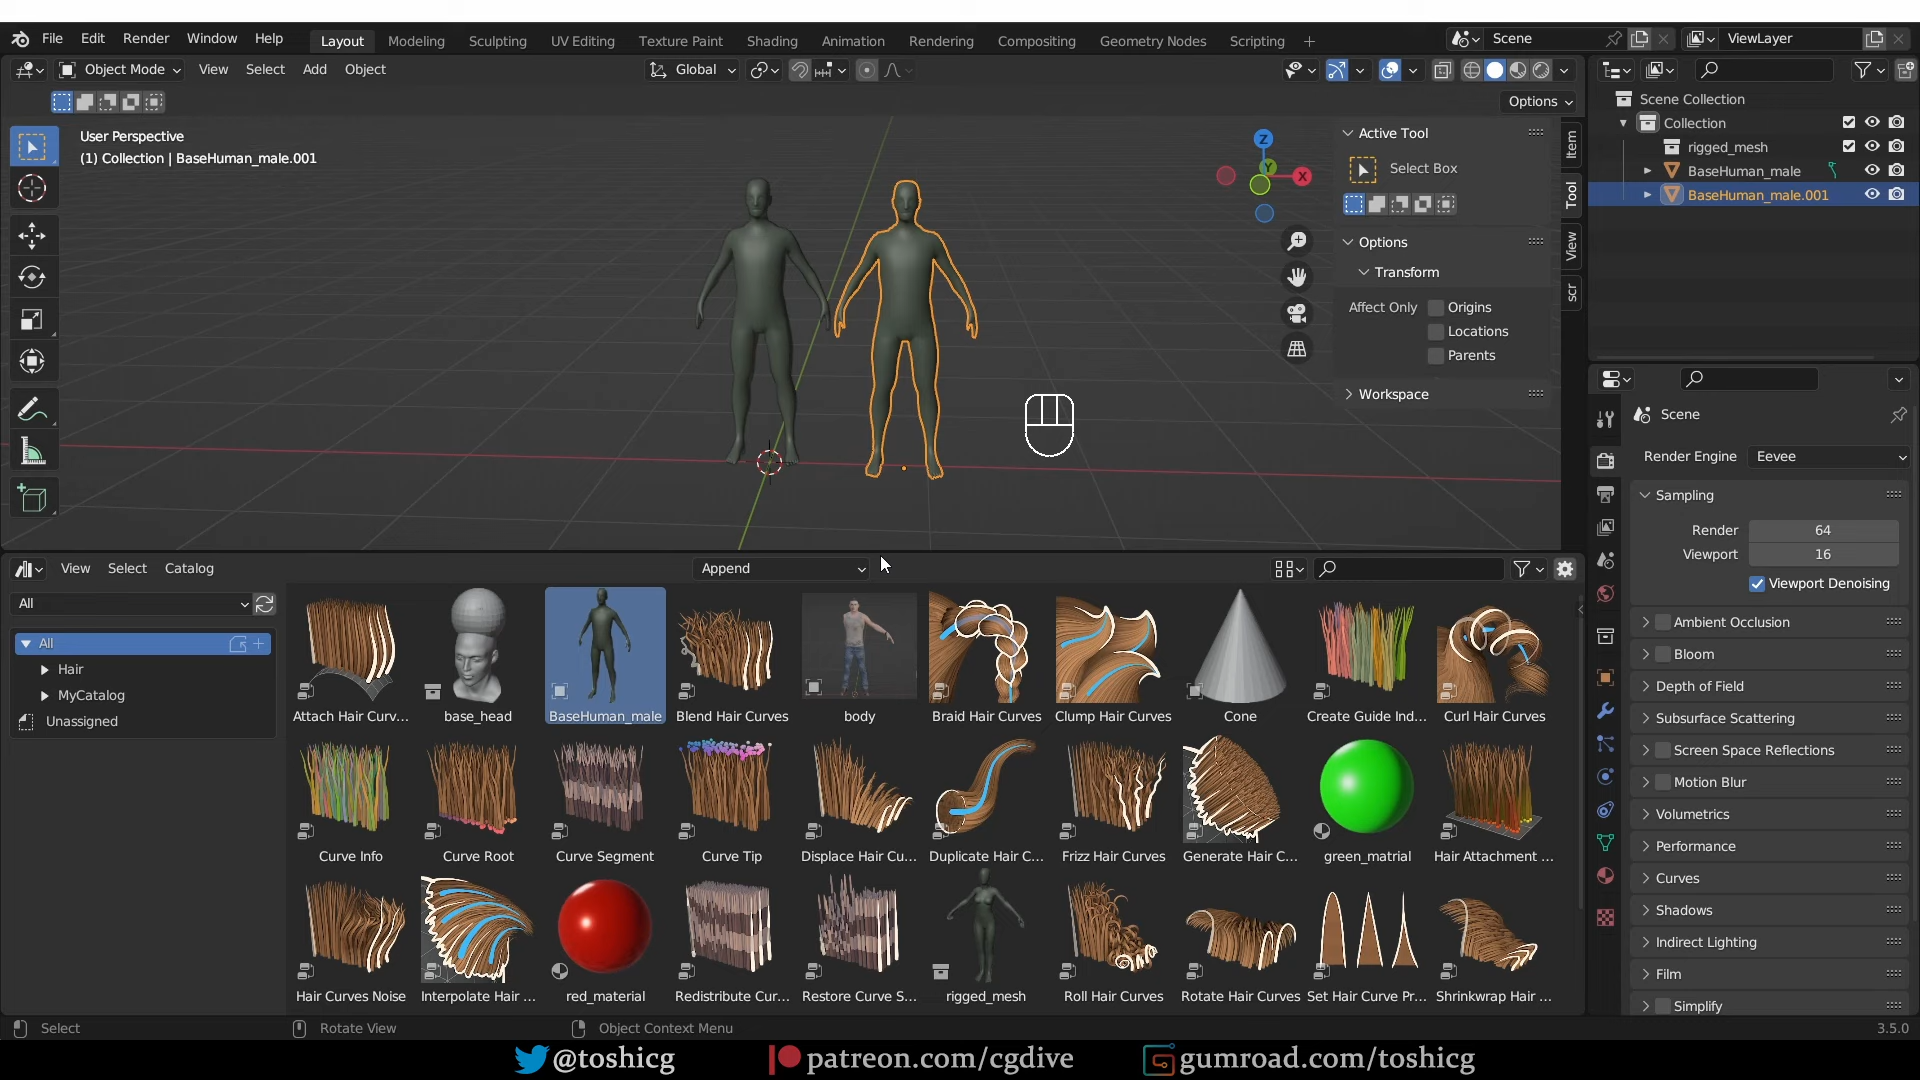 File Edit Render Window Help Layout Modeling Sculpting UV Editing Texture Paint Shading Animation Rendering Compositing Geometry Nodes Scripting + Scene ViewLayer
Object Mode View Select Add Object Global
Options
User Perspective
(1) Collection | BaseHuman_male.001
Z
Y
X
Active Tool
Select Box
Options
Transform
Affect Only Origins
Locations
Parents
Workspace
Item
Tool
View
scr
Scene Collection
Collection
rigged_mesh
BaseHuman_male
BaseHuman_male.001
Scene
Render Engine Eevee
Sampling
Render 64
Viewport 16
Viewport Denoising
Ambient Occlusion
Bloom
Depth of Field
Subsurface Scattering
Screen Space Reflections
Motion Blur
Volumetrics
Performance
Curves
Shadows
Indirect Lighting
Film
Simplify
View Select Catalog Append
All
All
Hair
MyCatalog
Unassigned
Attach Hair Curv... base_head BaseHuman_male Blend Hair Curves body Braid Hair Curves Clump Hair Curves Cone Create Guide Ind... Curl Hair Curves
Curve Info Curve Root Curve Segment Curve Tip Displace Hair Cu... Duplicate Hair C... Frizz Hair Curves Generate Hair C... green_matrial Hair Attachment ...
Hair Curves Noise Interpolate Hair ... red_material Redistribute Cur... Restore Curve S... rigged_mesh Roll Hair Curves Rotate Hair Curves Set Hair Curve Pr... Shrinkwrap Hair ...
Select Rotate View Object Context Menu 3.5.0
@toshicg patreon.com/cgdive gumroad.com/toshicg